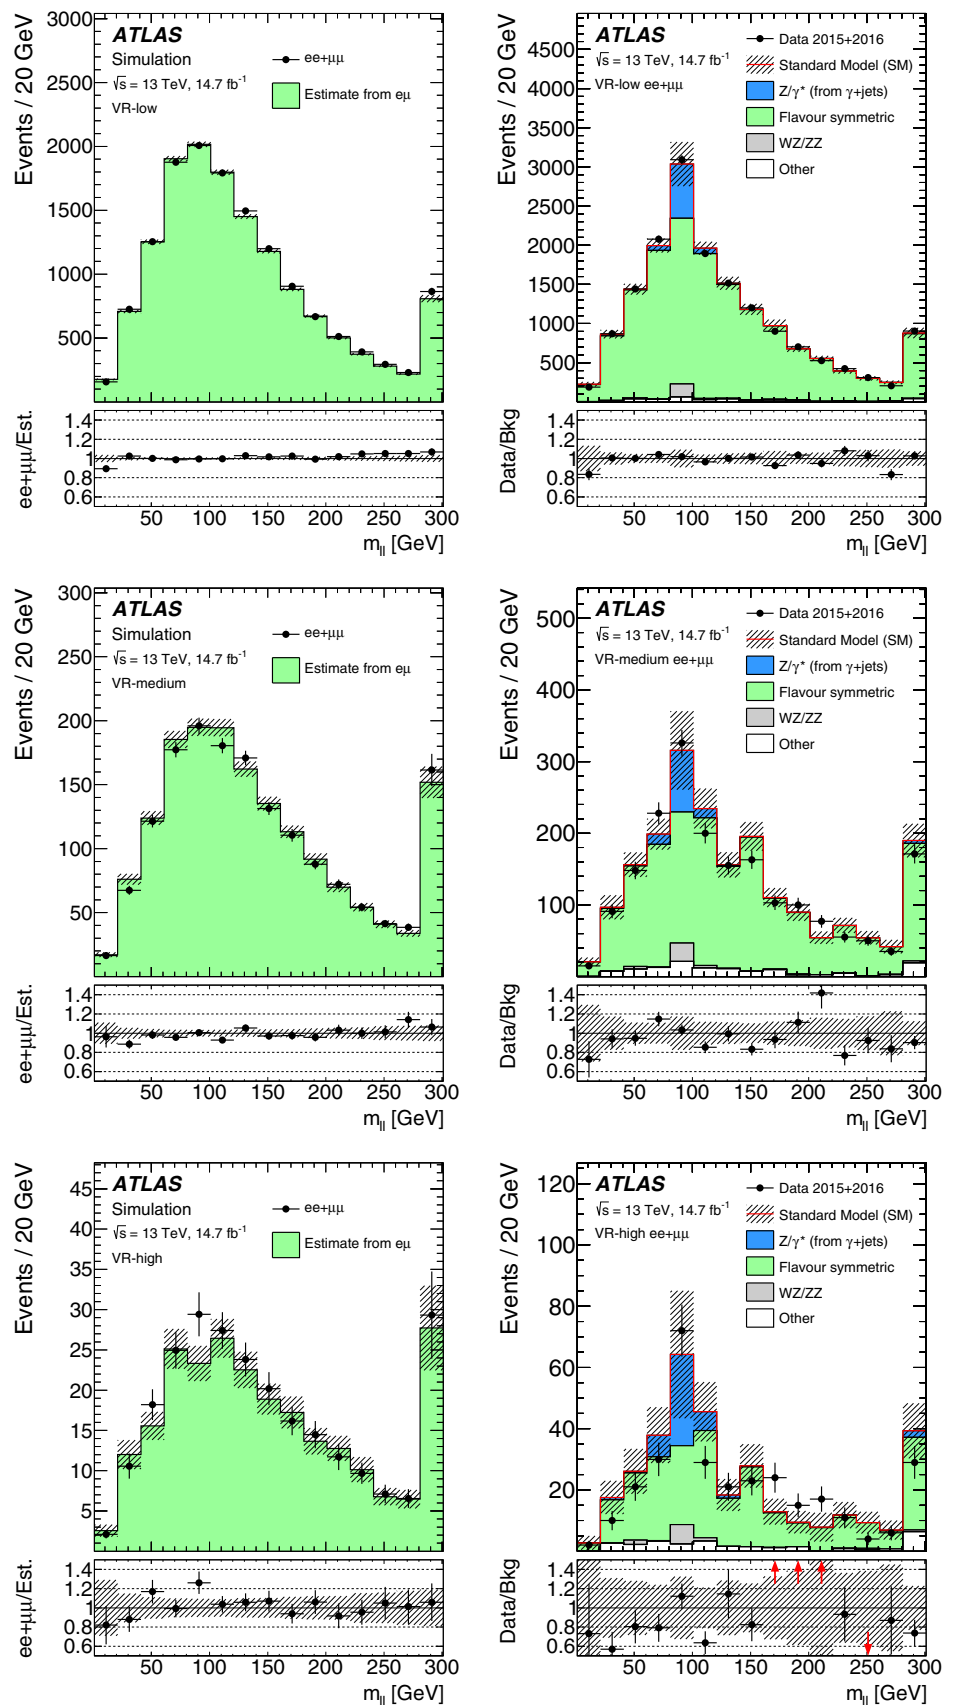 ATLAS
Simulation
√s = 13 TeV, 14.7 fb⁻¹
VR-low
ee+μμ
Estimate from eμ
Events / 20 GeV
3000
2500
2000
1500
1000
500
ee+μμ/Est.
1.4
1.2
1
0.8
0.6
50 100 150 200 250 300
m_ll [GeV]
ATLAS
√s = 13 TeV, 14.7 fb⁻¹
VR-low ee+μμ
Data 2015+2016
Standard Model (SM)
Z/γ* (from γ+jets)
Flavour symmetric
WZ/ZZ
Other
Events / 20 GeV
4500
4000
3500
3000
2500
2000
1500
1000
500
Data/Bkg
1.4
1.2
1
0.8
0.6
50 100 150 200 250 300
m_ll [GeV]
ATLAS
Simulation
√s = 13 TeV, 14.7 fb⁻¹
VR-medium
ee+μμ
Estimate from eμ
Events / 20 GeV
300
250
200
150
100
50
ee+μμ/Est.
1.4
1.2
1
0.8
0.6
50 100 150 200 250 300
m_ll [GeV]
ATLAS
√s = 13 TeV, 14.7 fb⁻¹
VR-medium ee+μμ
Data 2015+2016
Standard Model (SM)
Z/γ* (from γ+jets)
Flavour symmetric
WZ/ZZ
Other
Events / 20 GeV
500
400
300
200
100
Data/Bkg
1.4
1.2
1
0.8
0.6
50 100 150 200 250 300
m_ll [GeV]
ATLAS
Simulation
√s = 13 TeV, 14.7 fb⁻¹
VR-high
ee+μμ
Estimate from eμ
Events / 20 GeV
45
40
35
30
25
20
15
10
5
ee+μμ/Est.
1.4
1.2
1
0.8
0.6
50 100 150 200 250 300
m_ll [GeV]
ATLAS
√s = 13 TeV, 14.7 fb⁻¹
VR-high ee+μμ
Data 2015+2016
Standard Model (SM)
Z/γ* (from γ+jets)
Flavour symmetric
WZ/ZZ
Other
Events / 20 GeV
120
100
80
60
40
20
Data/Bkg
1.4
1.2
1
0.8
0.6
50 100 150 200 250 300
m_ll [GeV]